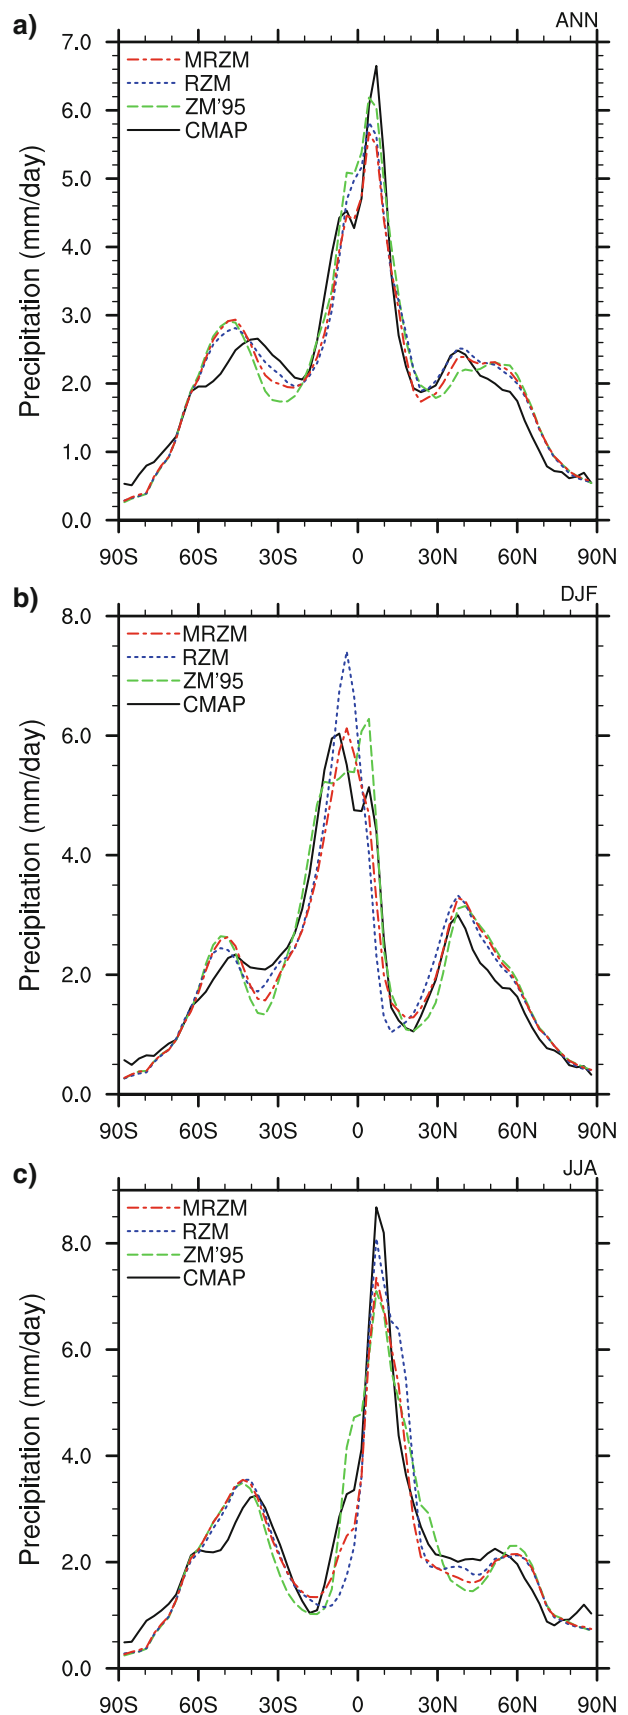 a)
ANN
MRZM
RZM
ZM'95
CMAP
Precipitation (mm/day)
7.0
6.0
5.0
4.0
3.0
2.0
1.0
0.0
90S 60S 30S 0 30N 60N 90N
b)
DJF
MRZM
RZM
ZM'95
CMAP
Precipitation (mm/day)
8.0
6.0
4.0
2.0
0.0
90S 60S 30S 0 30N 60N 90N
c)
JJA
MRZM
RZM
ZM'95
CMAP
Precipitation (mm/day)
8.0
6.0
4.0
2.0
0.0
90S 60S 30S 0 30N 60N 90N